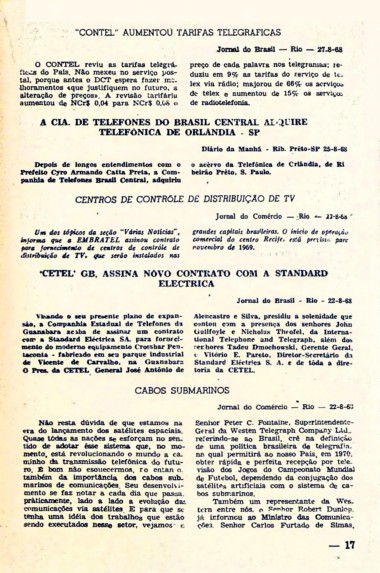 "CONTEL" AUMENTOU TARIFAS TELEGRAFICAS
Jornal do Brasil — Rio — 27-8-68
O CONTEL reviu as tarifas telegrá-
ficas do País. Não mexeu no serviço pos-
tal, porque antes o DCT espera fazer me-
lhoramentos que justifiquem no futuro, a
alteração de preços. A revisão tarifária
aumentou de NCr$ 0,04 para NCr$ 0,06 o
preço de cada palavra nos telegramas; re-
duziu em 9% as tarifas do serviço de te-
lex via rádio; majorou de 66% os serviços
de telex e aumentou de 15% os serviços
de radiotelefonia.
A CIA. DE TELEFONES DO BRASIL CENTRAL ADQUIRE
TELEFÔNICA DE ORLÂNDIA - SP
Diário da Manhã - Rib. Prêto-SP 25-8-68
Depois de longos entendimentos com o
Prefeito Cyro Armando Catta Preta, a Com-
panhia de Telefones Brasil Central, adquiriu
o acêrvo da Telefônica de Orlândia, de Ri
beirão Prêto, S. Paulo.
CENTROS DE CONTRÔLE DE DISTRIBUIÇÃO DE TV
Jornal do Comércio — Rio —
Um dos tópicos da seção "Várias Notícias",
informa que a EMBRATEL assinou contrato
para fornecimento de centros de contrôle de
distribuição de TV, que serão instalados nas
grandes capitais brasileiras. O início de operação
comercial do centro Recife, está previsto para
novembro de 1969.
'CETEL' GB, ASSINA NÔVO CONTRATO COM A STANDARD
ELECTRICA
Jornal do Brasil - Rio - 22-8-68
Visando o seu presente plano de expan-
são, a Companhia Estadual de Telefones da
Guanabara acaba de assinar um contrato
com a Standard Eléctrica SA. para forneci-
mento do moderno equipamento Crossbar Pen-
taconta - fabricado em seu parque industrial
de Vicente de Carvalho, na Guanabara
O Pres. da CETEL General José Antônio de
Alencastro e Silva, presidiu a solenidade que
contou com a presença dos senhores John
Guilfoyle e Nicholas Theofel, da Interna-
tional Telephone and Telegraph, além dos
senhores Tadeu Dmochowski, Gerente Geral,
e Vitório E. Pareto, Diretor-Secretário da
Standard Eléctrica S. A. e de tôda a dire-
toria da CETEL.
CABOS SUBMARINOS
Jornal do Comércio — Rio — 22-8-68
Não resta dúvida de que estamos na
era do lançamento dos satélites espaciais.
Quase tôdas as nações se esforçam no sen-
tido de adotar êsse sistema que, no mo-
mento, está revolucionando o mundo a ca-
minho da transmissão telefônica do futu-
ro. É bom não esquecermos, no entanto,
também da importância dos cabos sub-
marinos de comunicações. Seu desenvolvi-
mento se faz notar a cada dia que passa,
pràticamente, lado a lado a evolução das
comunicações via satélites. E para que se
tenha uma idéia dos trabalhos que estão
sendo executados nesse setor, vejamos: o
Senhor Peter C. Fontaine, Superintendente-
Geral da Western Telegraph Company Ltd.,
referindo-se ao Brasil, crê na definição
de uma política brasileira de telegrafia,
na qual permitirá ao nosso País, em 1970,
obter rápida e perfeita recepção por tele-
visão dos Jogos do Campeonato Mundial
de Futebol, dependendo da conjugação dos
satélites artificiais com o sistema de ca-
bos submarinos.
Também um representante da Wes-
tern entre nós, o Senhor Robert Dunlop,
já informou ao Ministro das Comunica-
ções, Senhor Carlos Furtado de Simas,
— 17